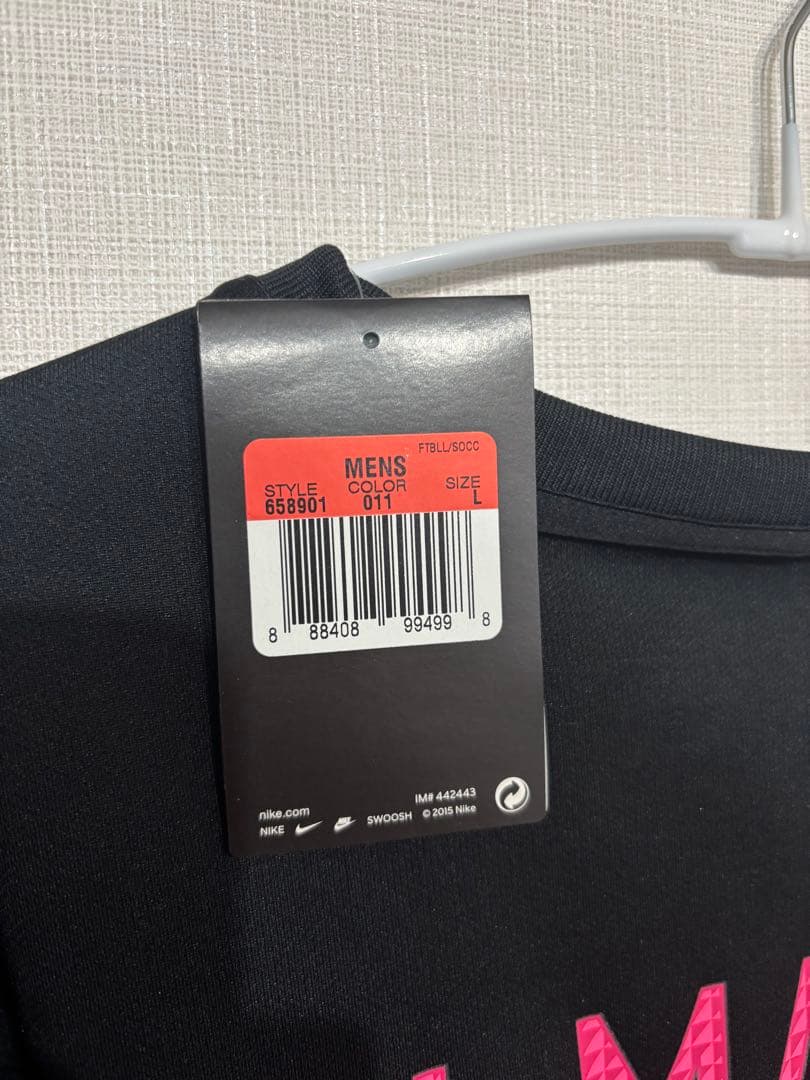 FTBLL/SOCC
MENS
STYLE COLOR SIZE
658901 011 L
8 88408 99499 8
nike.com IM# 442443
NIKE SWOOSH © 2015 Nike
M